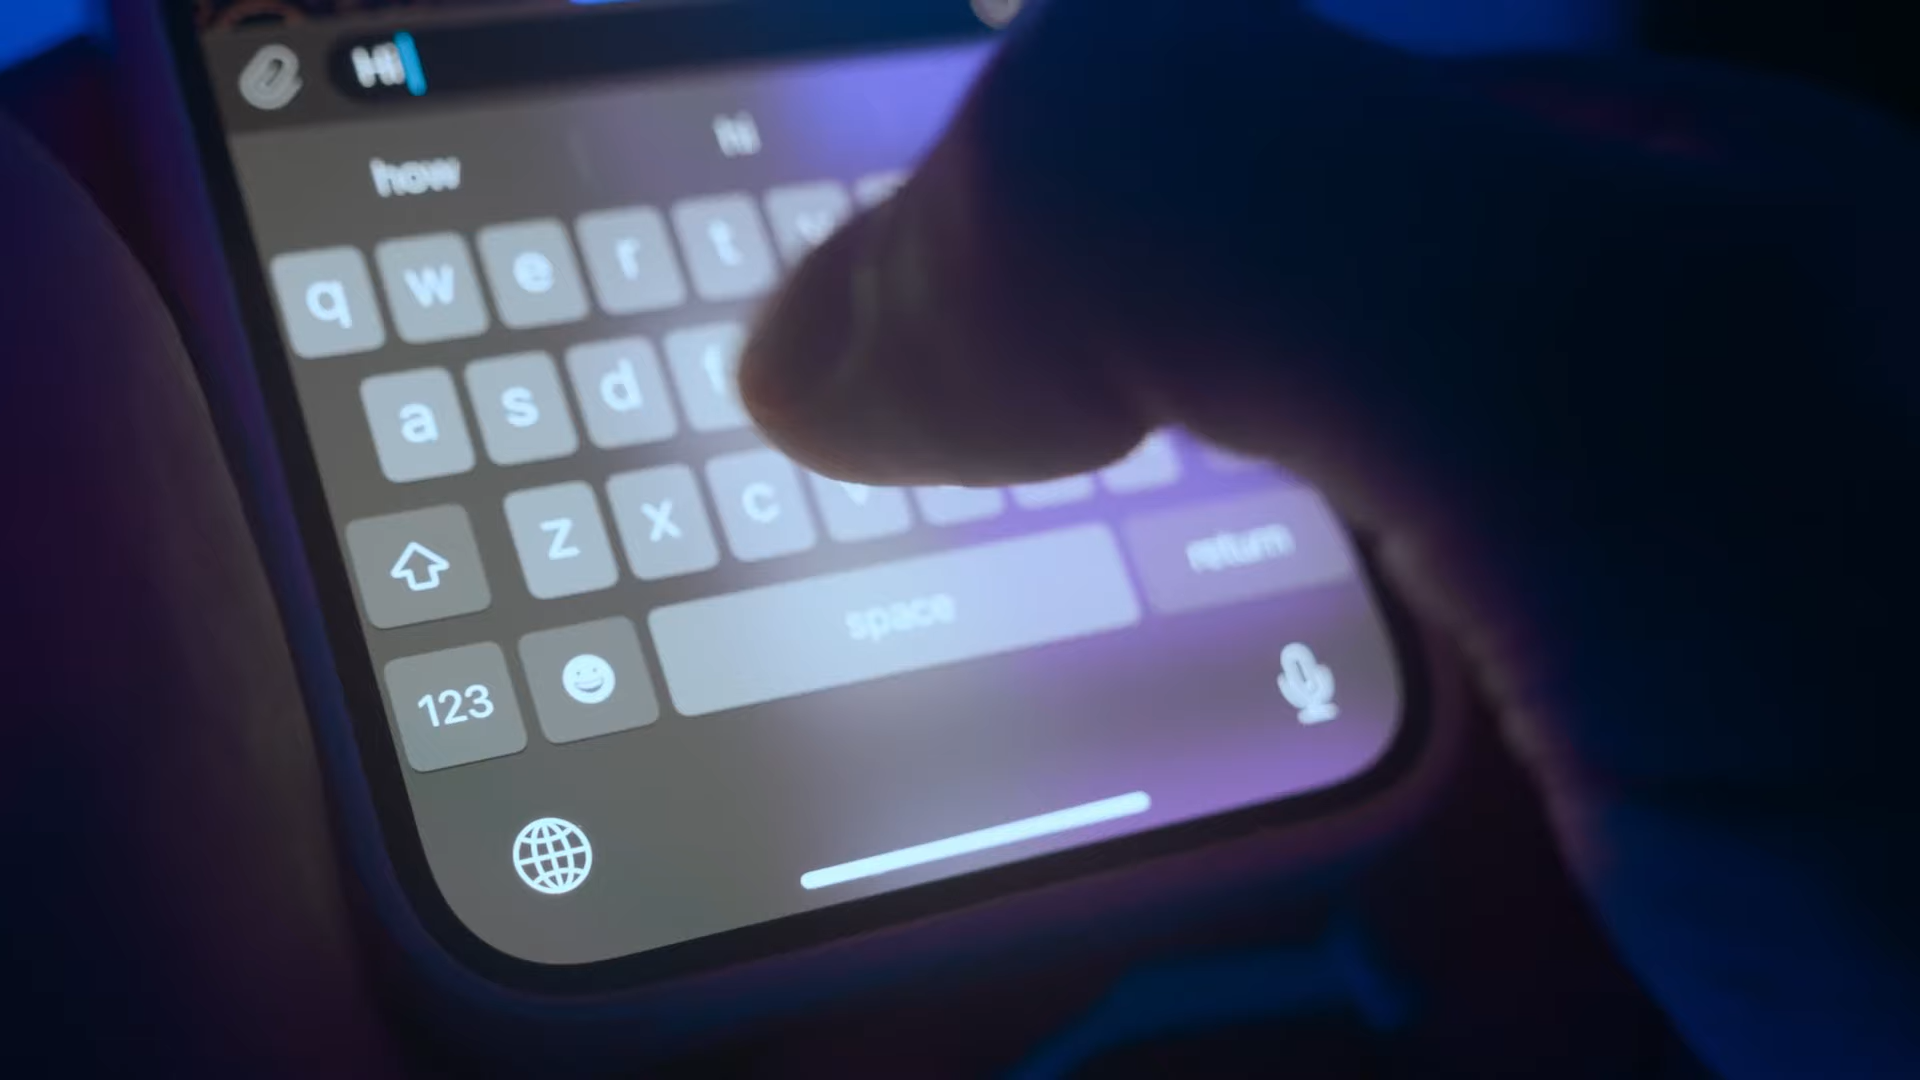 Hi
how hi
q w e r t y
a s d f
z x c v
space return
123